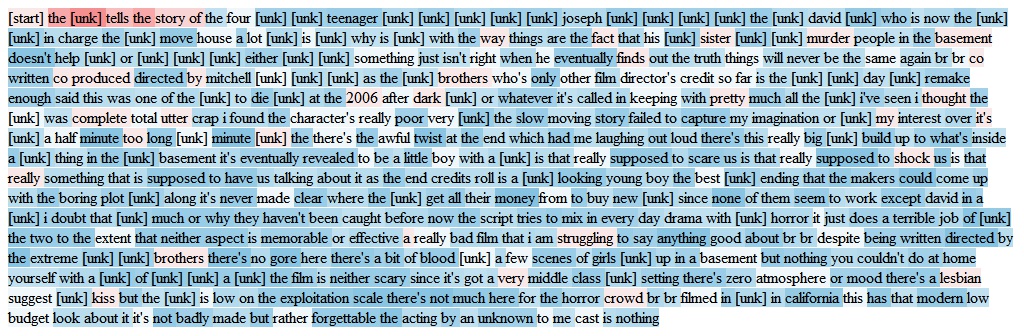 [start] the [unk] tells the story of the four [unk] [unk] teenager [unk] [unk] [unk] [unk] [unk] joseph [unk] [unk] [unk] [unk] the [unk] david [unk] who is now the [unk]
[unk] in charge the [unk] move house a lot [unk] is [unk] why is [unk] with the way things are the fact that his [unk] sister [unk] [unk] murder people in the basement
doesn't help [unk] or [unk] [unk] [unk] either [unk] [unk] something just isn't right when he eventually finds out the truth things will never be the same again br br co
written co produced directed by mitchell [unk] [unk] [unk] as the [unk] brothers who's only other film director's credit so far is the [unk] [unk] day [unk] remake
enough said this was one of the [unk] to die [unk] at the 2006 after dark [unk] or whatever it's called in keeping with pretty much all the [unk] i've seen i thought the
[unk] was complete total utter crap i found the character's really poor very [unk] the slow moving story failed to capture my imagination or [unk] my interest over it's
[unk] a half minute too long [unk] minute [unk] the there's the awful twist at the end which had me laughing out loud there's this really big [unk] build up to what's inside
a [unk] thing in the [unk] basement it's eventually revealed to be a little boy with a [unk] is that really supposed to scare us is that really supposed to shock us is that
really something that is supposed to have us talking about it as the end credits roll is a [unk] looking young boy the best [unk] ending that the makers could come up
with the boring plot [unk] along it's never made clear where the [unk] get all their money from to buy new [unk] since none of them seem to work except david in a
[unk] i doubt that [unk] much or why they haven't been caught before now the script tries to mix in every day drama with [unk] horror it just does a terrible job of [unk]
the two to the extent that neither aspect is memorable or effective a really bad film that i am struggling to say anything good about br br despite being written directed by
the extreme [unk] [unk] brothers there's no gore here there's a bit of blood [unk] a few scenes of girls [unk] up in a basement but nothing you couldn't do at home
yourself with a [unk] of [unk] [unk] a [unk] the film is neither scary since it's got a very middle class [unk] setting there's zero atmosphere or mood there's a lesbian
suggest [unk] kiss but the [unk] is low on the exploitation scale there's not much here for the horror crowd br br filmed in [unk] in california this has that modern low
budget look about it it's not badly made but rather forgettable the acting by an unknown to me cast is nothing